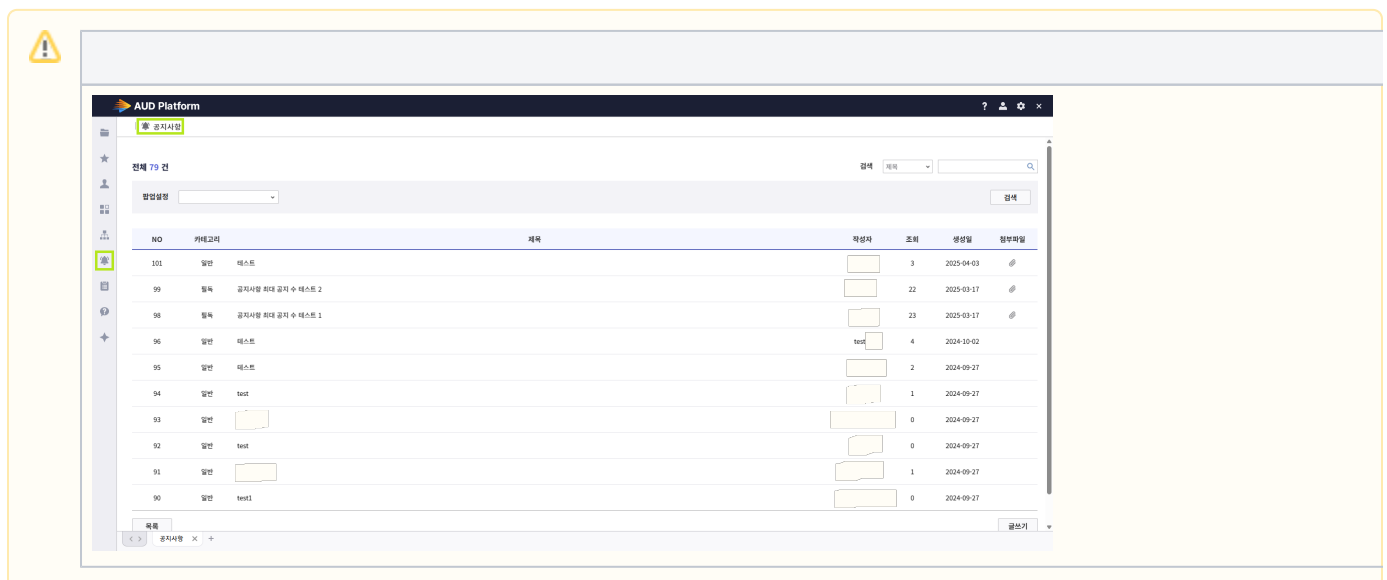 AUD Platform ? ×
공지사항
전체 79 건 검색 제목
팝업설정 검색
NO 카테고리 제목 작성자 조회 생성일 첨부파일
101 일반 테스트 3 2025-04-03
99 필독 공지사항 최대 공지 수 테스트 2 22 2025-03-17
98 필독 공지사항 최대 공지 수 테스트 1 23 2025-03-17
96 일반 테스트 test 4 2024-10-02
95 일반 테스트 2 2024-09-27
94 일반 test 1 2024-09-27
93 일반 0 2024-09-27
92 일반 test 0 2024-09-27
91 일반 1 2024-09-27
90 일반 test1 0 2024-09-27
목록 글쓰기
< > 공지사항 × +